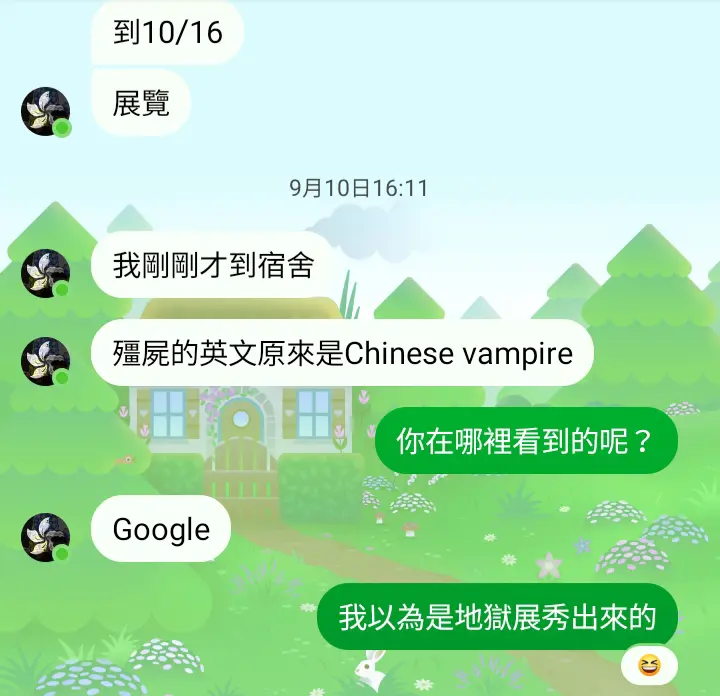 到10/16
展覽
9月10日16:11
我剛剛才到宿舍
殭屍的英文原來是Chinese vampire
你在哪裡看到的呢？
Google
我以為是地獄展秀出來的